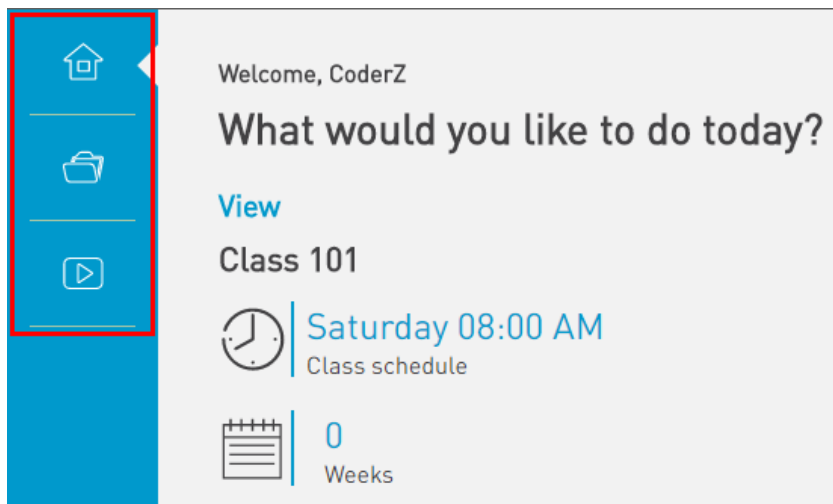 Welcome, CoderZ
What would you like to do today?
View
Class 101
Saturday 08:00 AM
Class schedule
0
Weeks